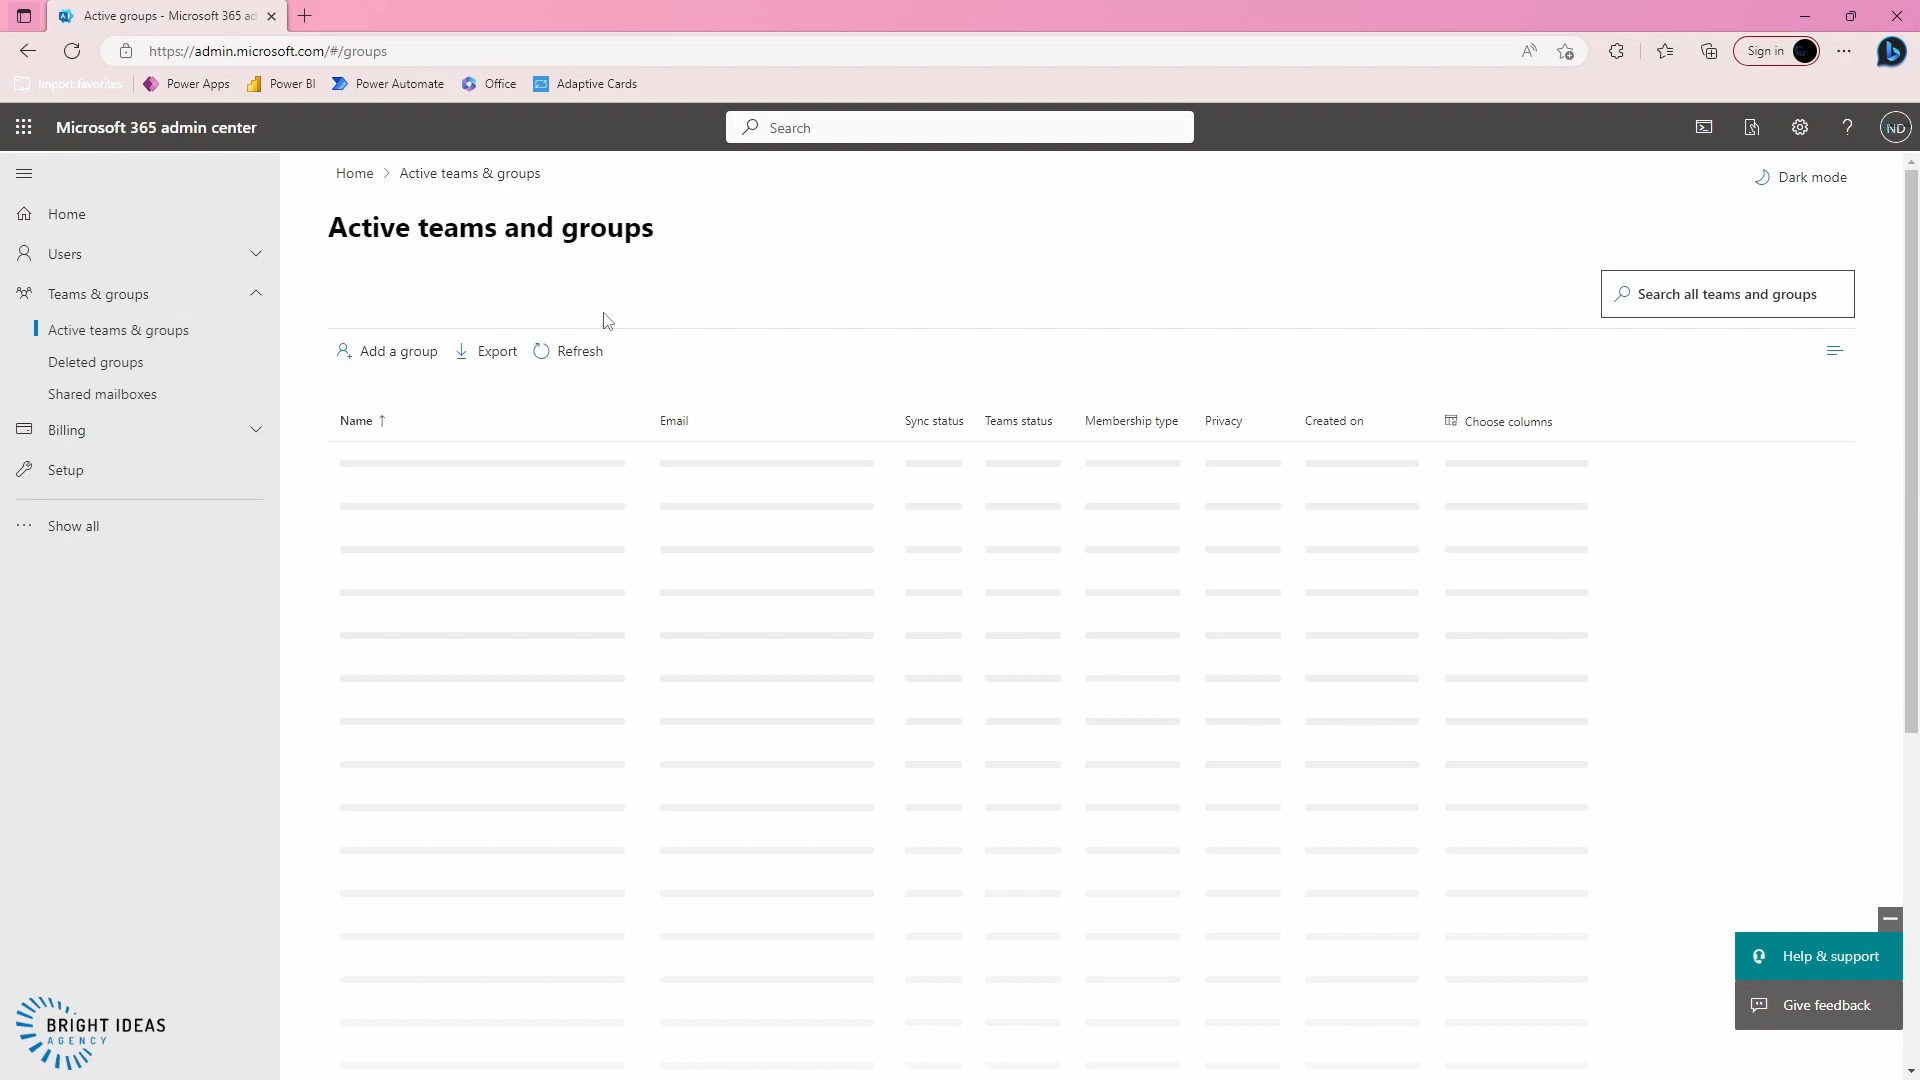 Active groups - Microsoft 365 ad
https://admin.microsoft.com/#/groups
Sign in
Import favorites
Power Apps
Power BI
Power Automate
Office
Adaptive Cards
Microsoft 365 admin center
Search
ND
Home
Users
Teams & groups
Active teams & groups
Deleted groups
Shared mailboxes
Billing
Setup
Show all
BRIGHT IDEAS
AGENCY
Home > Active teams & groups
Dark mode
Active teams and groups
Search all teams and groups
Add a group
Export
Refresh
Name ↑
Email
Sync status
Teams status
Membership type
Privacy
Created on
Choose columns
Help & support
Give feedback